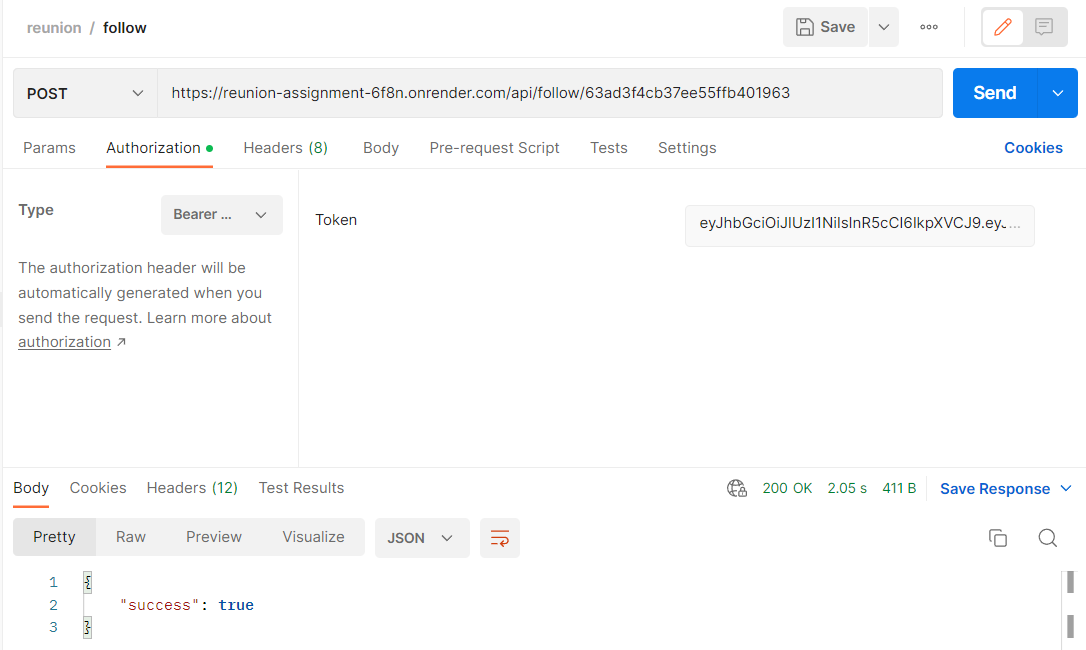 reunion / follow
Save
POST
https://reunion-assignment-6f8n.onrender.com/api/follow/63ad3f4cb37ee55ffb401963
Send
Params Authorization Headers (8) Body Pre-request Script Tests Settings Cookies
Type
Bearer ...
Token
eyJhbGciOiJIUzI1NiIsInR5cCI6IkpXVCJ9.eyJ...
The authorization header will be
automatically generated when you
send the request. Learn more about
authorization ↗
Body Cookies Headers (12) Test Results
200 OK 2.05 s 411 B Save Response
Pretty Raw Preview Visualize JSON
1 {
2 "success": true
3 }